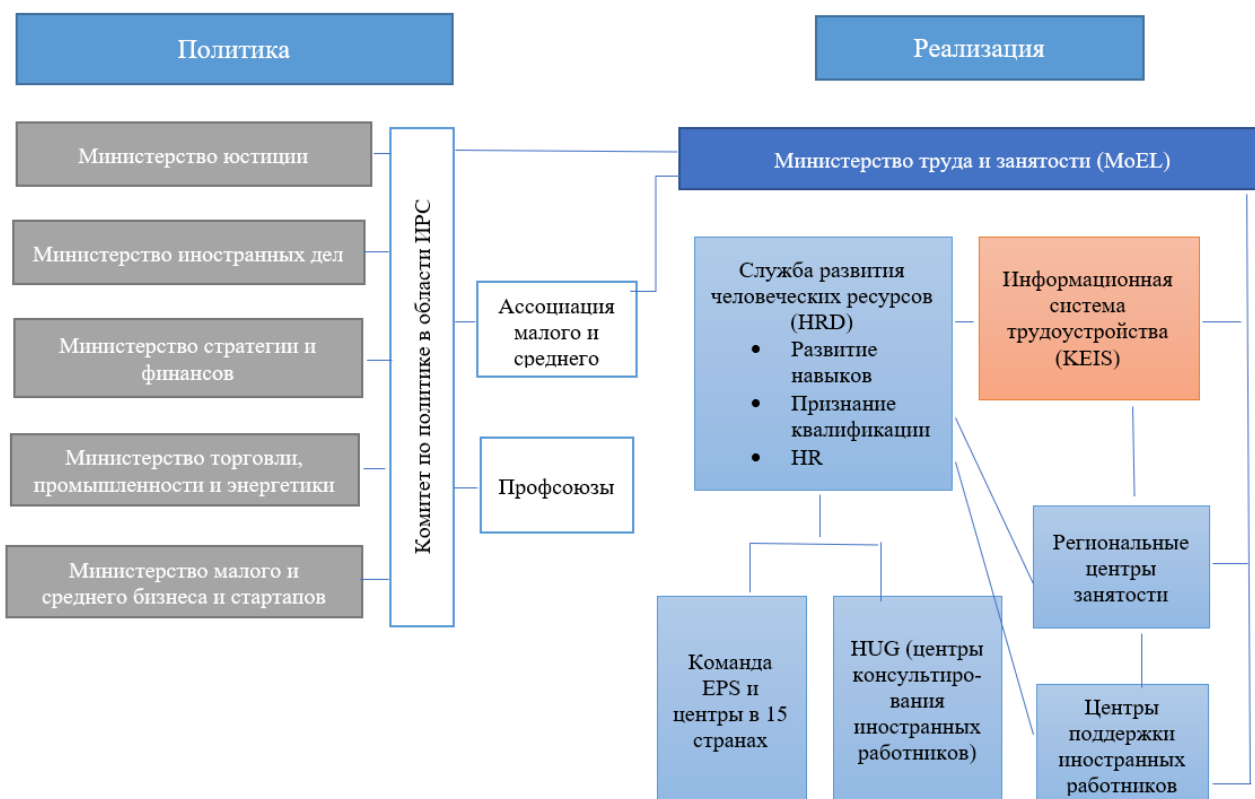 Политика
Реализация
Министерство юстиции
Министерство иностранных дел
Министерство стратегии и
финансов
Министерство торговли,
промышленности и энергетики
Министерство малого и
среднего бизнеса и стартапов
Комитет по политике в области ИРС
Ассоциация
малого и
среднего
Профсоюзы
Министерство труда и занятости (MoEL)
Служба развития
человеческих ресурсов
(HRD)
• Развитие
навыков
• Признание
квалификации
• HR
Информационная
система
трудоустройства
(KEIS)
Региональные
центры
занятости
Команда
EPS и
центры в 15
странах
HUG (центры
консультиро-
вания
иностранных
работников)
Центры
поддержки
иностранных
работников